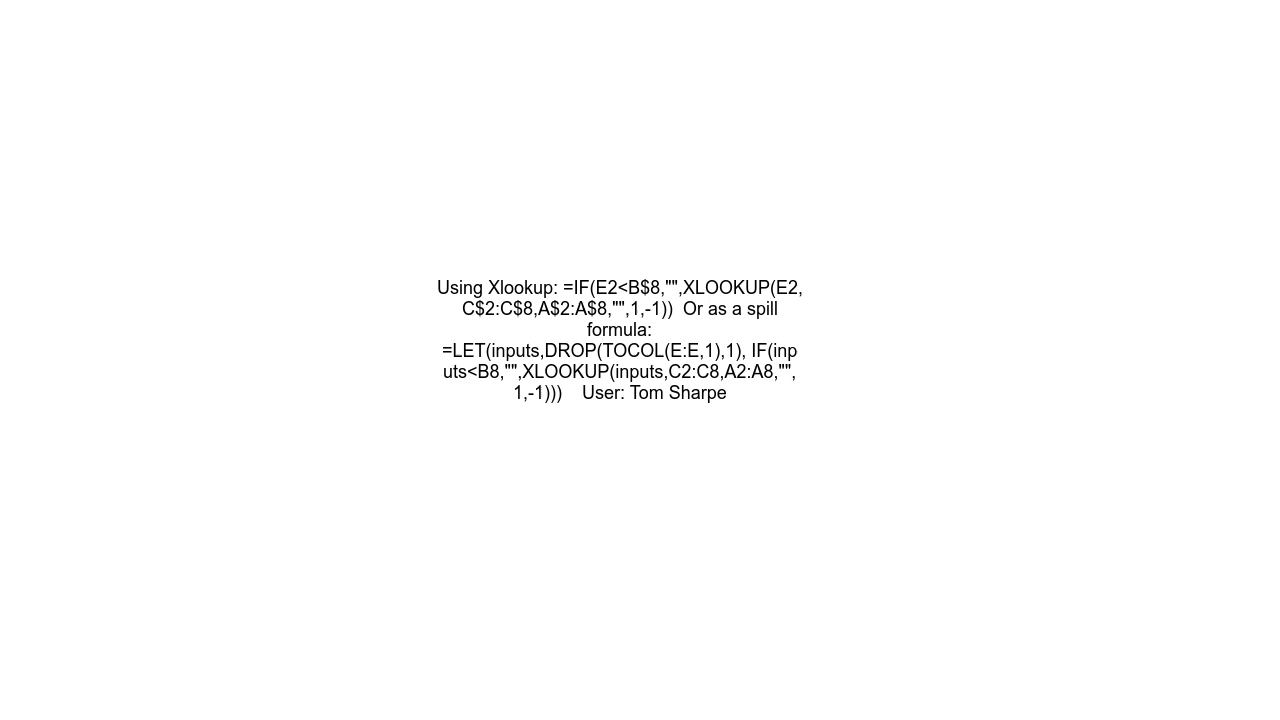 Using Xlookup: =IF(E2<B$8,"",XLOOKUP(E2,
C$2:C$8,A$2:A$8,"",1,-1))  Or as a spill
formula:
=LET(inputs,DROP(TOCOL(E:E,1),1), IF(inp
uts<B8,"",XLOOKUP(inputs,C2:C8,A2:A8,"",
1,-1)))    User: Tom Sharpe